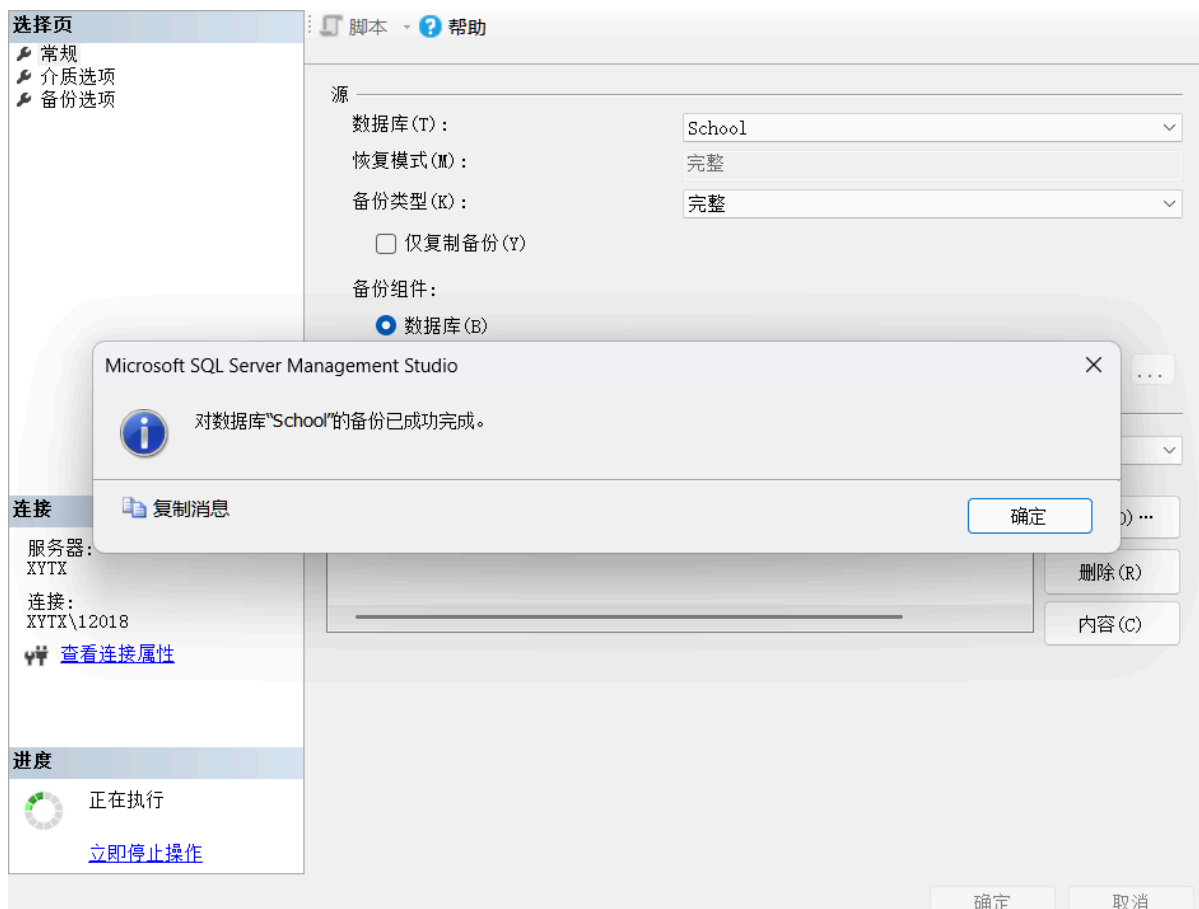 选择页
常规
介质选项
备份选项
脚本 帮助
源
数据库(T): School
恢复模式(M): 完整
备份类型(K): 完整
仅复制备份(Y)
备份组件:
数据库(B)
...
Microsoft SQL Server Management Studio
对数据库"School"的备份已成功完成。
复制消息
确定
连接
服务器:
XYTX
连接:
XYTX\12018
查看连接属性
删除(R)
内容(C)
进度
正在执行
立即停止操作
确定 取消